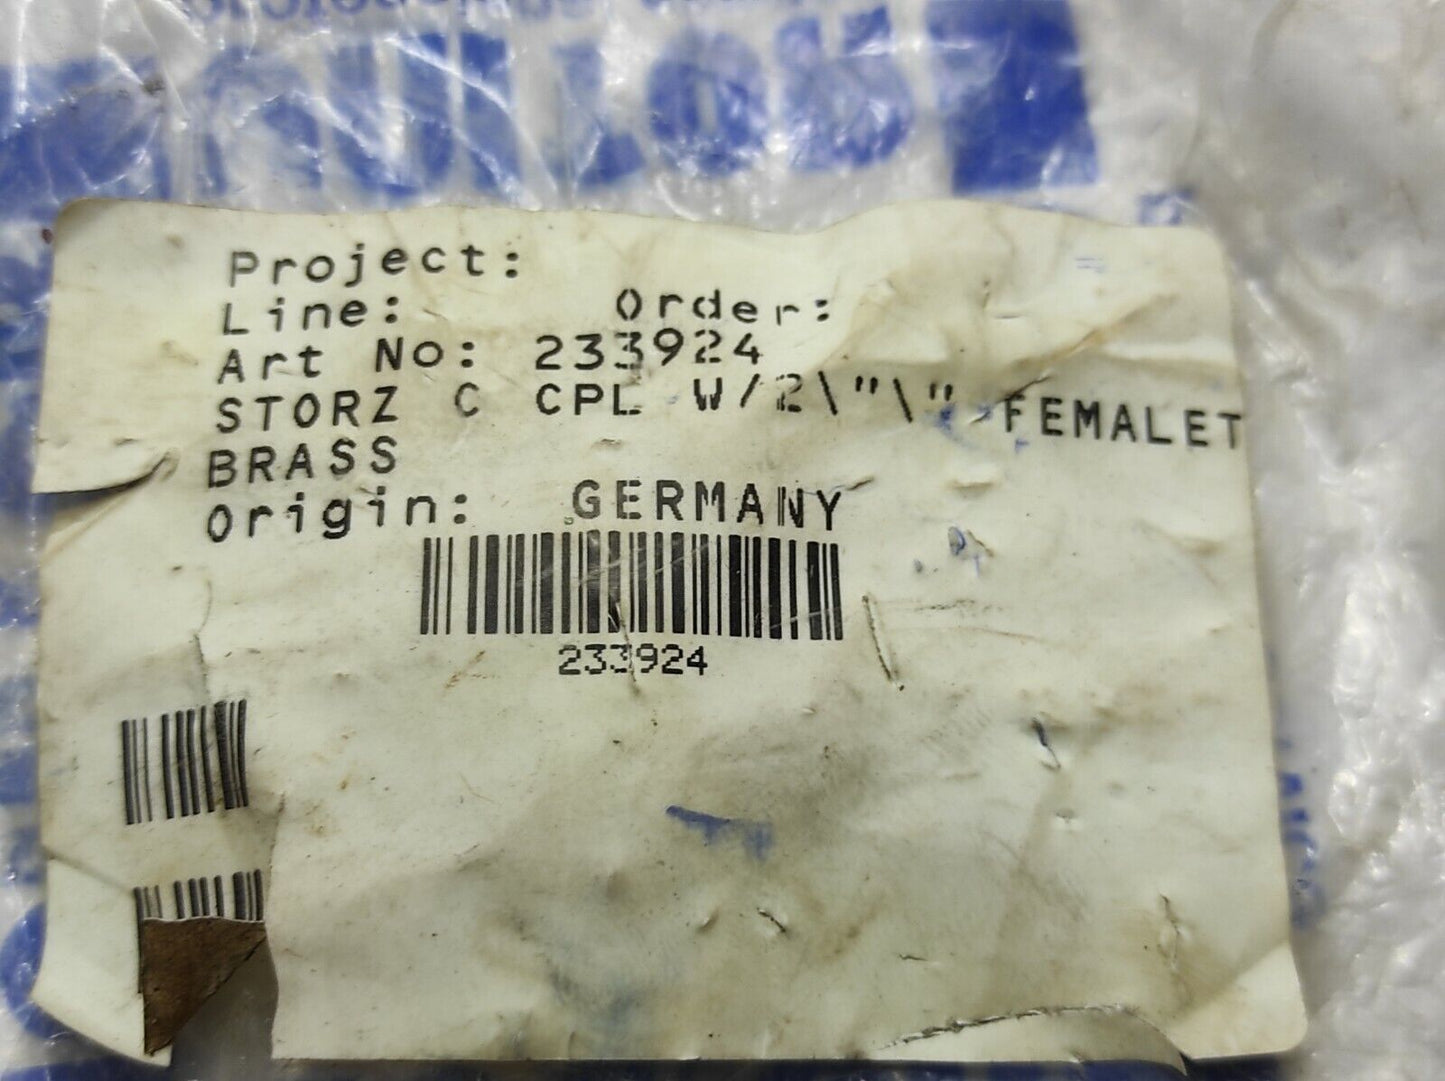 Project:
Line: Order:
Art No: 233924
STORZ C CPL W/2\"\" FEMALET
BRASS
Origin: GERMANY
233924